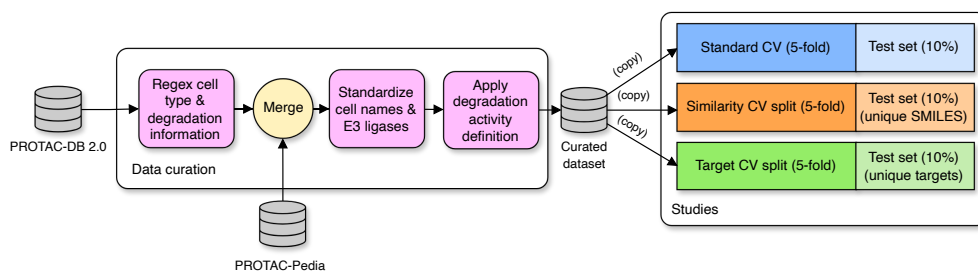 PROTAC-DB 2.0
Regex cell
type &
degradation
information
Merge
Standardize
cell names &
E3 ligases
Apply
degradation
activity
definition
Data curation
PROTAC-Pedia
Curated
dataset
(copy)
(copy)
(copy)
Standard CV (5-fold)
Test set (10%)
Similarity CV split (5-fold)
Test set (10%)
(unique SMILES)
Target CV split (5-fold)
Test set (10%)
(unique targets)
Studies